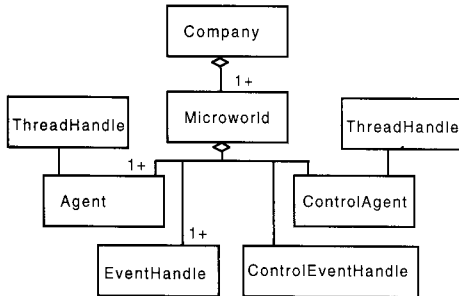 Company
1+
Microworld
ThreadHandle
ThreadHandle
1+
Agent
ControlAgent
1+
EventHandle
ControlEventHandle